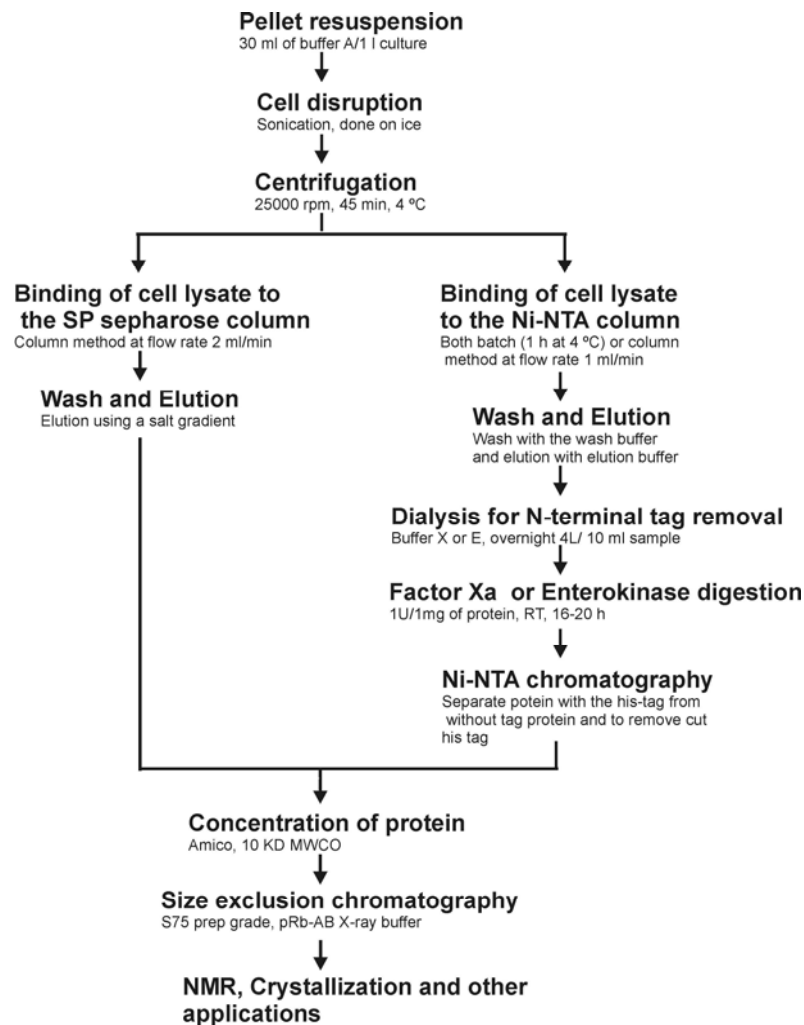 Pellet resuspension
30 ml of buffer A/1 l culture
Cell disruption
Sonication, done on ice
Centrifugation
25000 rpm, 45 min, 4 ºC
Binding of cell lysate to
the SP sepharose column
Column method at flow rate 2 ml/min
Wash and Elution
Elution using a salt gradient
Binding of cell lysate
to the Ni-NTA column
Both batch (1 h at 4 ºC) or column
method at flow rate 1 ml/min
Wash and Elution
Wash with the wash buffer
and elution with elution buffer
Dialysis for N-terminal tag removal
Buffer X or E, overnight 4L/ 10 ml sample
Factor Xa or Enterokinase digestion
1U/1mg of protein, RT, 16-20 h
Ni-NTA chromatography
Separate potein with the his-tag from
without tag protein and to remove cut
his tag
Concentration of protein
Amico, 10 KD MWCO
Size exclusion chromatography
S75 prep grade, pRb-AB X-ray buffer
NMR, Crystallization and other
applications